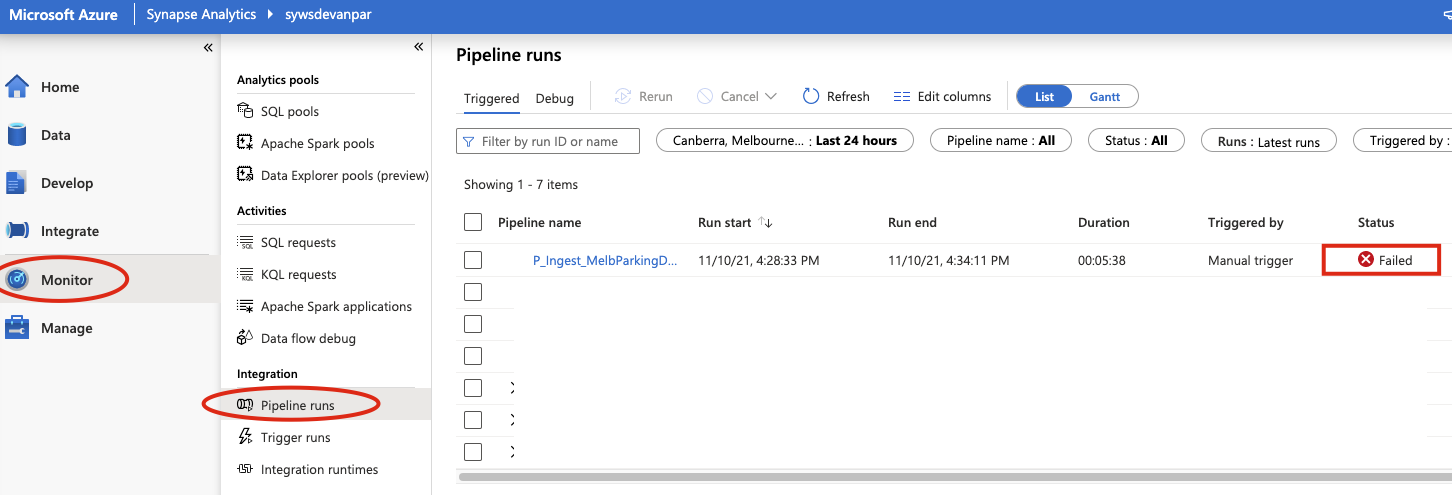 Microsoft Azure Synapse Analytics sywsdevanpar
Home
Data
Develop
Integrate
Monitor
Manage
Analytics pools
SQL pools
Apache Spark pools
Data Explorer pools (preview)
Activities
SQL requests
KQL requests
Apache Spark applications
Data flow debug
Integration
Pipeline runs
Trigger runs
Integration runtimes
Pipeline runs
Triggered Debug Rerun Cancel Refresh Edit columns List Gantt
Filter by run ID or name Canberra, Melbourne... : Last 24 hours Pipeline name : All Status : All Runs : Latest runs Triggered by :
Showing 1 - 7 items
Pipeline name Run start Run end Duration Triggered by Status
P_Ingest_MelbParkingD... 11/10/21, 4:28:33 PM 11/10/21, 4:34:11 PM 00:05:38 Manual trigger Failed